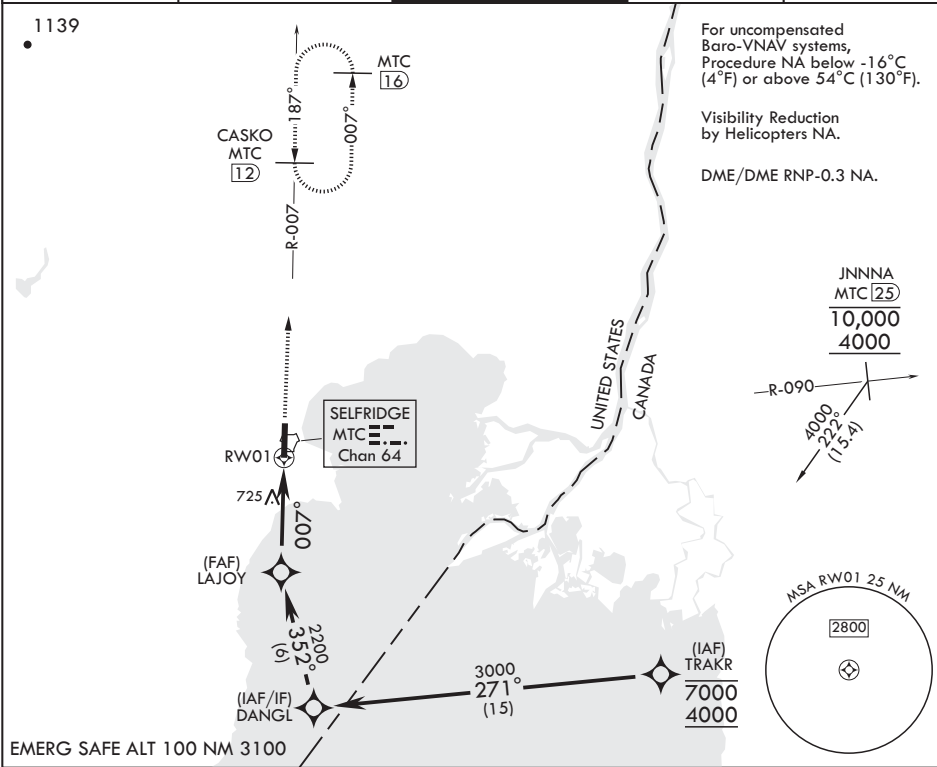 1139
For uncompensated
Baro-VNAV systems,
Procedure NA below -16°C
(4°F) or above 54°C (130°F).
Visibility Reduction
by Helicopters NA.
DME/DME RNP-0.3 NA.
MTC
16
187°
007°
CASKO
MTC
12
R-007
JNNNA
MTC 25
10,000
4000
R-090
4000
222°
(15.4)
UNITED STATES
CANADA
SELFRIDGE
MTC
Chan 64
RW01
725
007°
(FAF)
LAJOY
2200
352°
(6)
(IAF/IF)
DANGL
3000
271°
(15)
(IAF)
TRAKR
7000
4000
MSA RW01 25 NM
2800
EMERG SAFE ALT 100 NM 3100